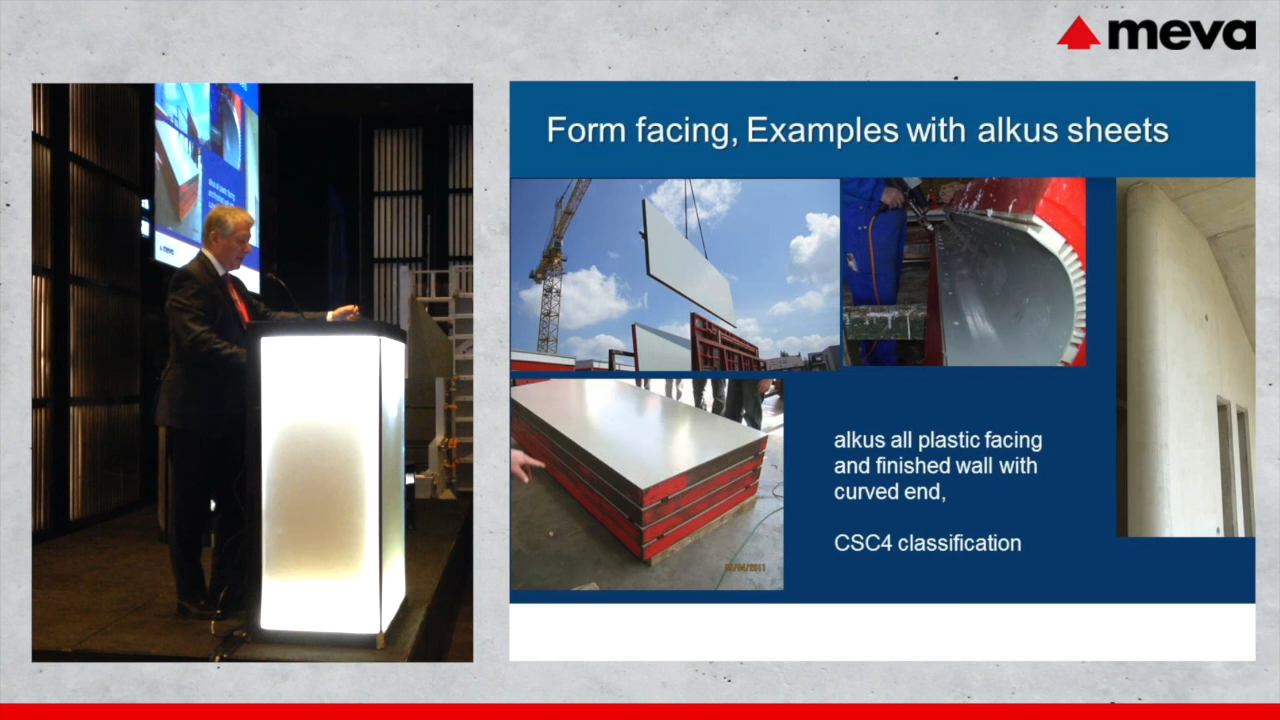 meva
Form facing, Examples with alkus sheets
alkus all plastic facing
and finished wall with
curved end,
CSC4 classification